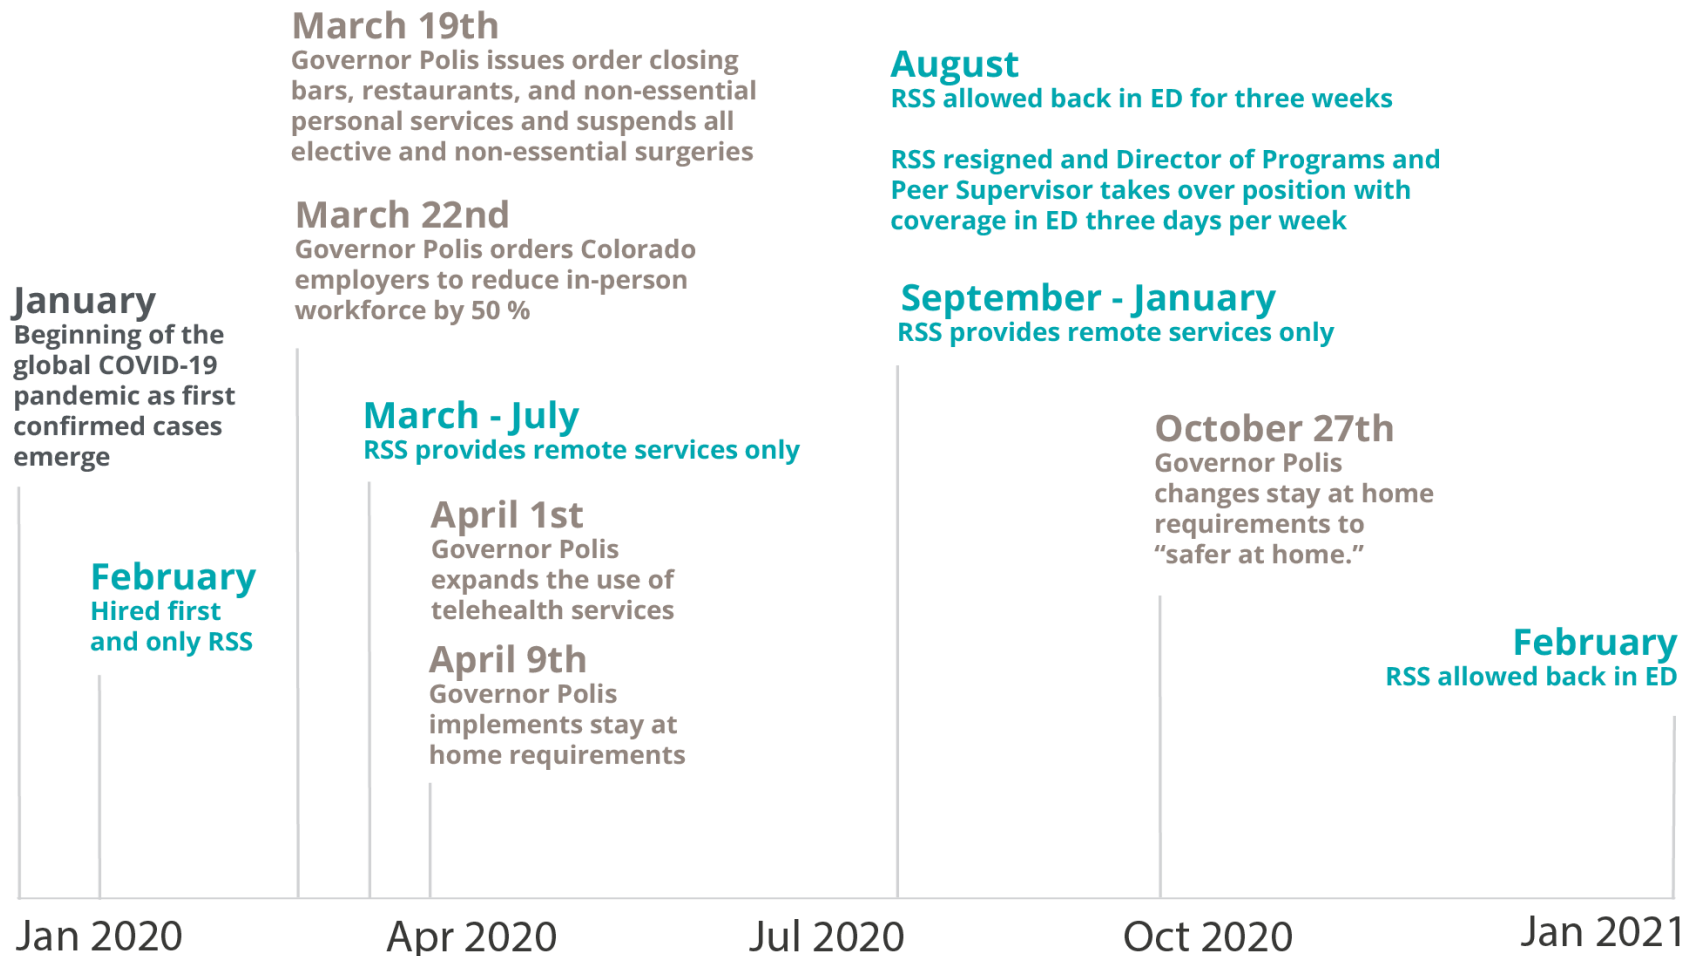 January
Beginning of the
global COVID-19
pandemic as first
confirmed cases
emerge
February
Hired first
and only RSS
March 19th
Governor Polis issues order closing
bars, restaurants, and non-essential
personal services and suspends all
elective and non-essential surgeries
March 22nd
Governor Polis orders Colorado
employers to reduce in-person
workforce by 50 %
March - July
RSS provides remote services only
April 1st
Governor Polis
expands the use of
telehealth services
April 9th
Governor Polis
implements stay at
home requirements
August
RSS allowed back in ED for three weeks
RSS resigned and Director of Programs and
Peer Supervisor takes over position with
coverage in ED three days per week
September - January
RSS provides remote services only
October 27th
Governor Polis
changes stay at home
requirements to
“safer at home.”
February
RSS allowed back in ED
Jan 2020
Apr 2020
Jul 2020
Oct 2020
Jan 2021